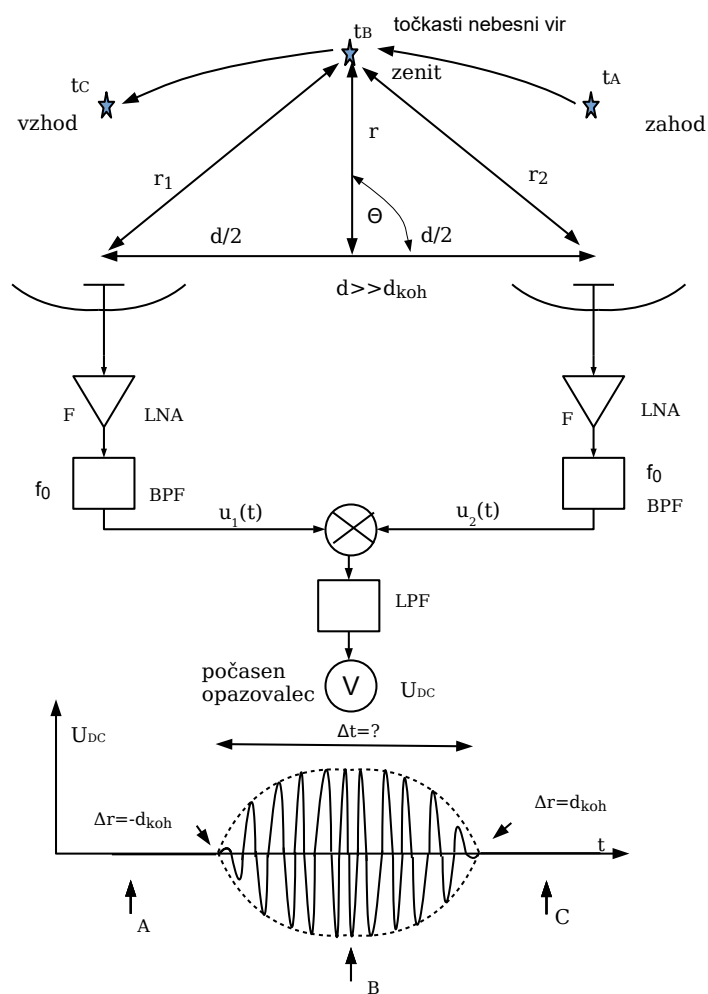 točkasti nebesni vir
tB
zenit
tC
tA
vzhod
zahod
r
r1
r2
Θ
d/2
d/2
d>>dkoh
F
LNA
F
LNA
f0
BPF
f0
BPF
u1(t)
u2(t)
LPF
počasen
opazovalec
V
UDC
UDC
Δt=?
Δr=-dkoh
Δr=dkoh
t
A
C
B